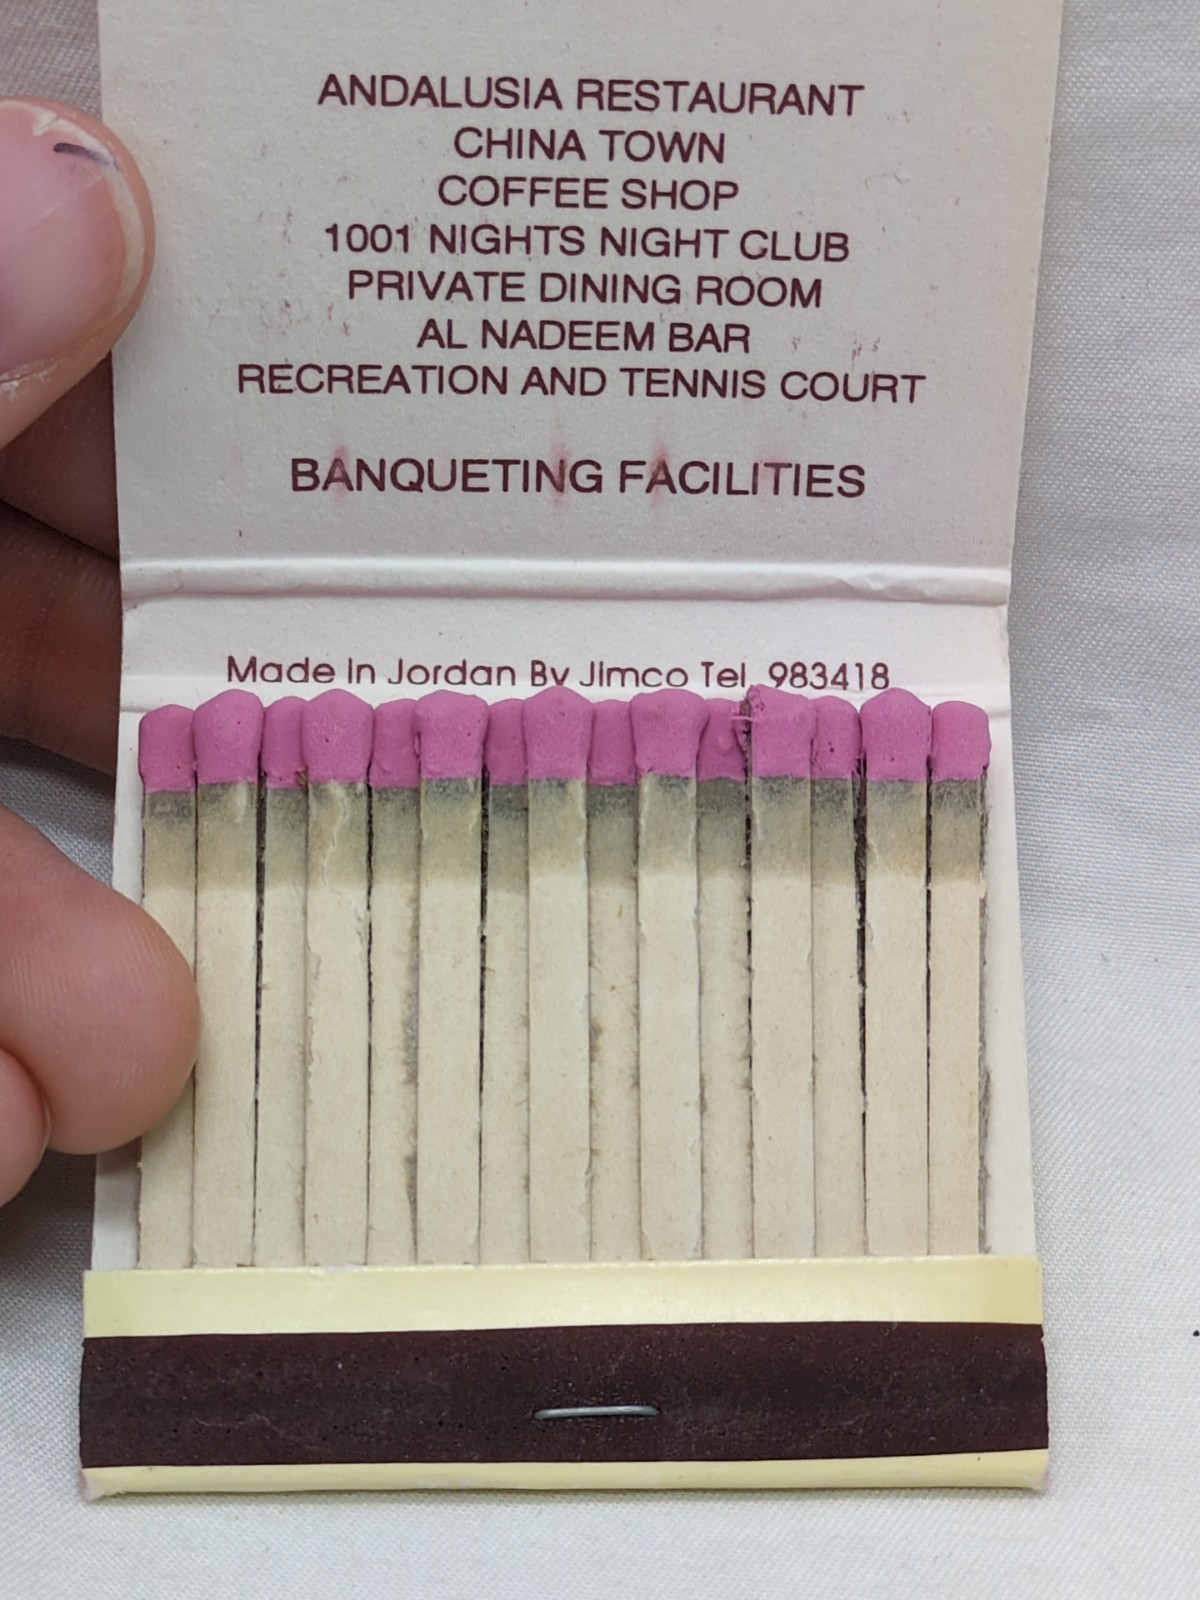 ANDALUSIA RESTAURANT
CHINA TOWN
COFFEE SHOP
1001 NIGHTS NIGHT CLUB
PRIVATE DINING ROOM
AL NADEEM BAR
RECREATION AND TENNIS COURT
BANQUETING FACILITIES
Made In Jordan By Jimco Tel. 983418